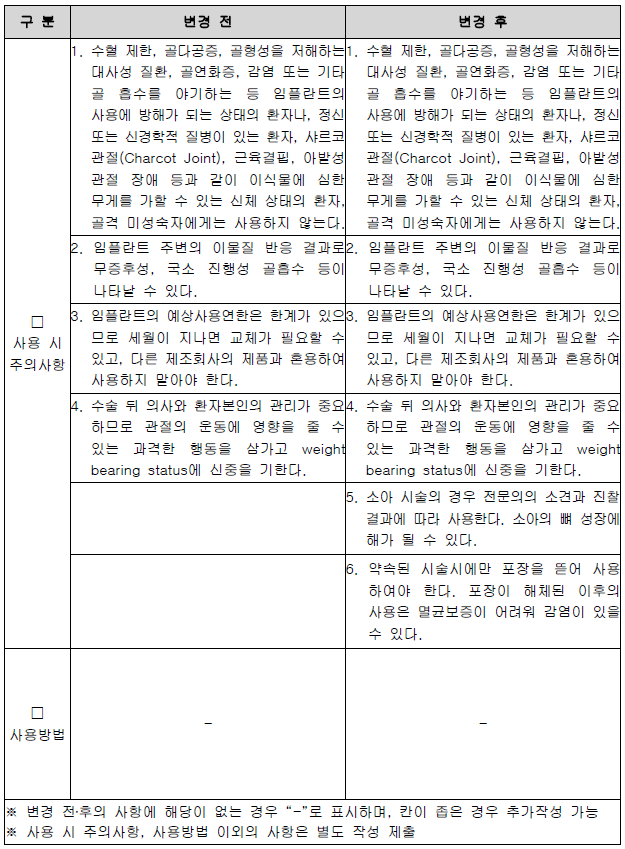 구 분
변경 전
변경 후
□
사용 시
주의사항
1. 수혈 제한, 골다공증, 골형성을 저해하는
대사성 질환, 골연화증, 감염 또는 기타
골 흡수를 야기하는 등 임플란트의
사용에 방해가 되는 상태의 환자나, 정신
또는 신경학적 질병이 있는 환자, 샤르코
관절(Charcot Joint), 근육결핍, 아발성
관절 장애 등과 같이 이식물에 심한
무게를 가할 수 있는 신체 상태의 환자,
골격 미성숙자에게는 사용하지 않는다.
1. 수혈 제한, 골다공증, 골형성을 저해하는
대사성 질환, 골연화증, 감염 또는 기타
골 흡수를 야기하는 등 임플란트의
사용에 방해가 되는 상태의 환자나, 정신
또는 신경학적 질병이 있는 환자, 샤르코
관절(Charcot Joint), 근육결핍, 아발성
관절 장애 등과 같이 이식물에 심한
무게를 가할 수 있는 신체 상태의 환자,
골격 미성숙자에게는 사용하지 않는다.
2. 임플란트 주변의 이물질 반응 결과로
무증후성, 국소 진행성 골흡수 등이
나타날 수 있다.
2. 임플란트 주변의 이물질 반응 결과로
무증후성, 국소 진행성 골흡수 등이
나타날 수 있다.
3. 임플란트의 예상사용연한은 한계가 있으
므로 세월이 지나면 교체가 필요할 수
있고, 다른 제조회사의 제품과 혼용하여
사용하지 말아야 한다.
3. 임플란트의 예상사용연한은 한계가 있으
므로 세월이 지나면 교체가 필요할 수
있고, 다른 제조회사의 제품과 혼용하여
사용하지 말아야 한다.
4. 수술 뒤 의사와 환자본인의 관리가 중요
하므로 관절의 운동에 영향을 줄 수
있는 과격한 행동을 삼가고 weight
bearing status에 신중을 기한다.
4. 수술 뒤 의사와 환자본인의 관리가 중요
하므로 관절의 운동에 영향을 줄 수
있는 과격한 행동을 삼가고 weight
bearing status에 신중을 기한다.
5. 소아 시술의 경우 전문의의 소견과 진찰
결과에 따라 사용한다. 소아의 뼈 성장에
해가 될 수 있다.
6. 약속된 시술시에만 포장을 뜯어 사용
하여야 한다. 포장이 해체된 이후의
사용은 멸균보증이 어려워 감염이 있을
수 있다.
□
사용방법
-
-
※ 변경 전·후의 사항에 해당이 없는 경우 “-”로 표시하며, 칸이 좁은 경우 추가작성 가능
※ 사용 시 주의사항, 사용방법 이외의 사항은 별도 작성 제출